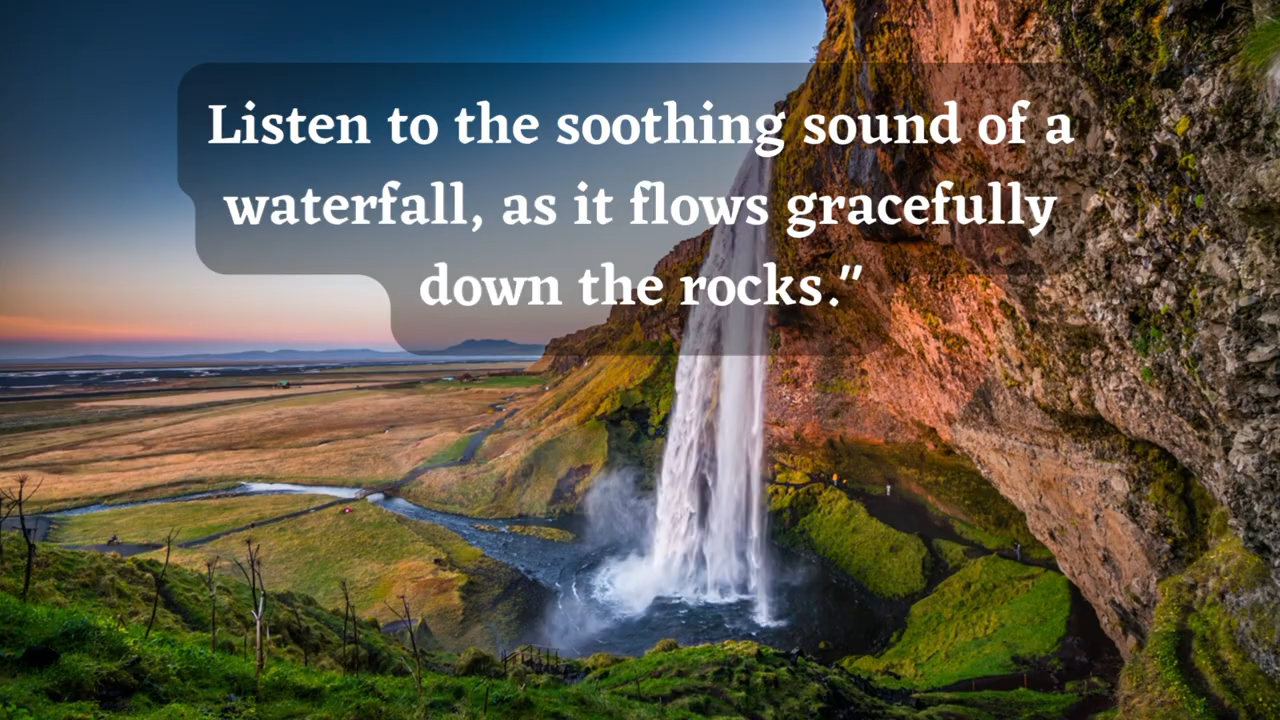 Listen to the soothing sound of a
waterfall, as it flows gracefully
down the rocks."